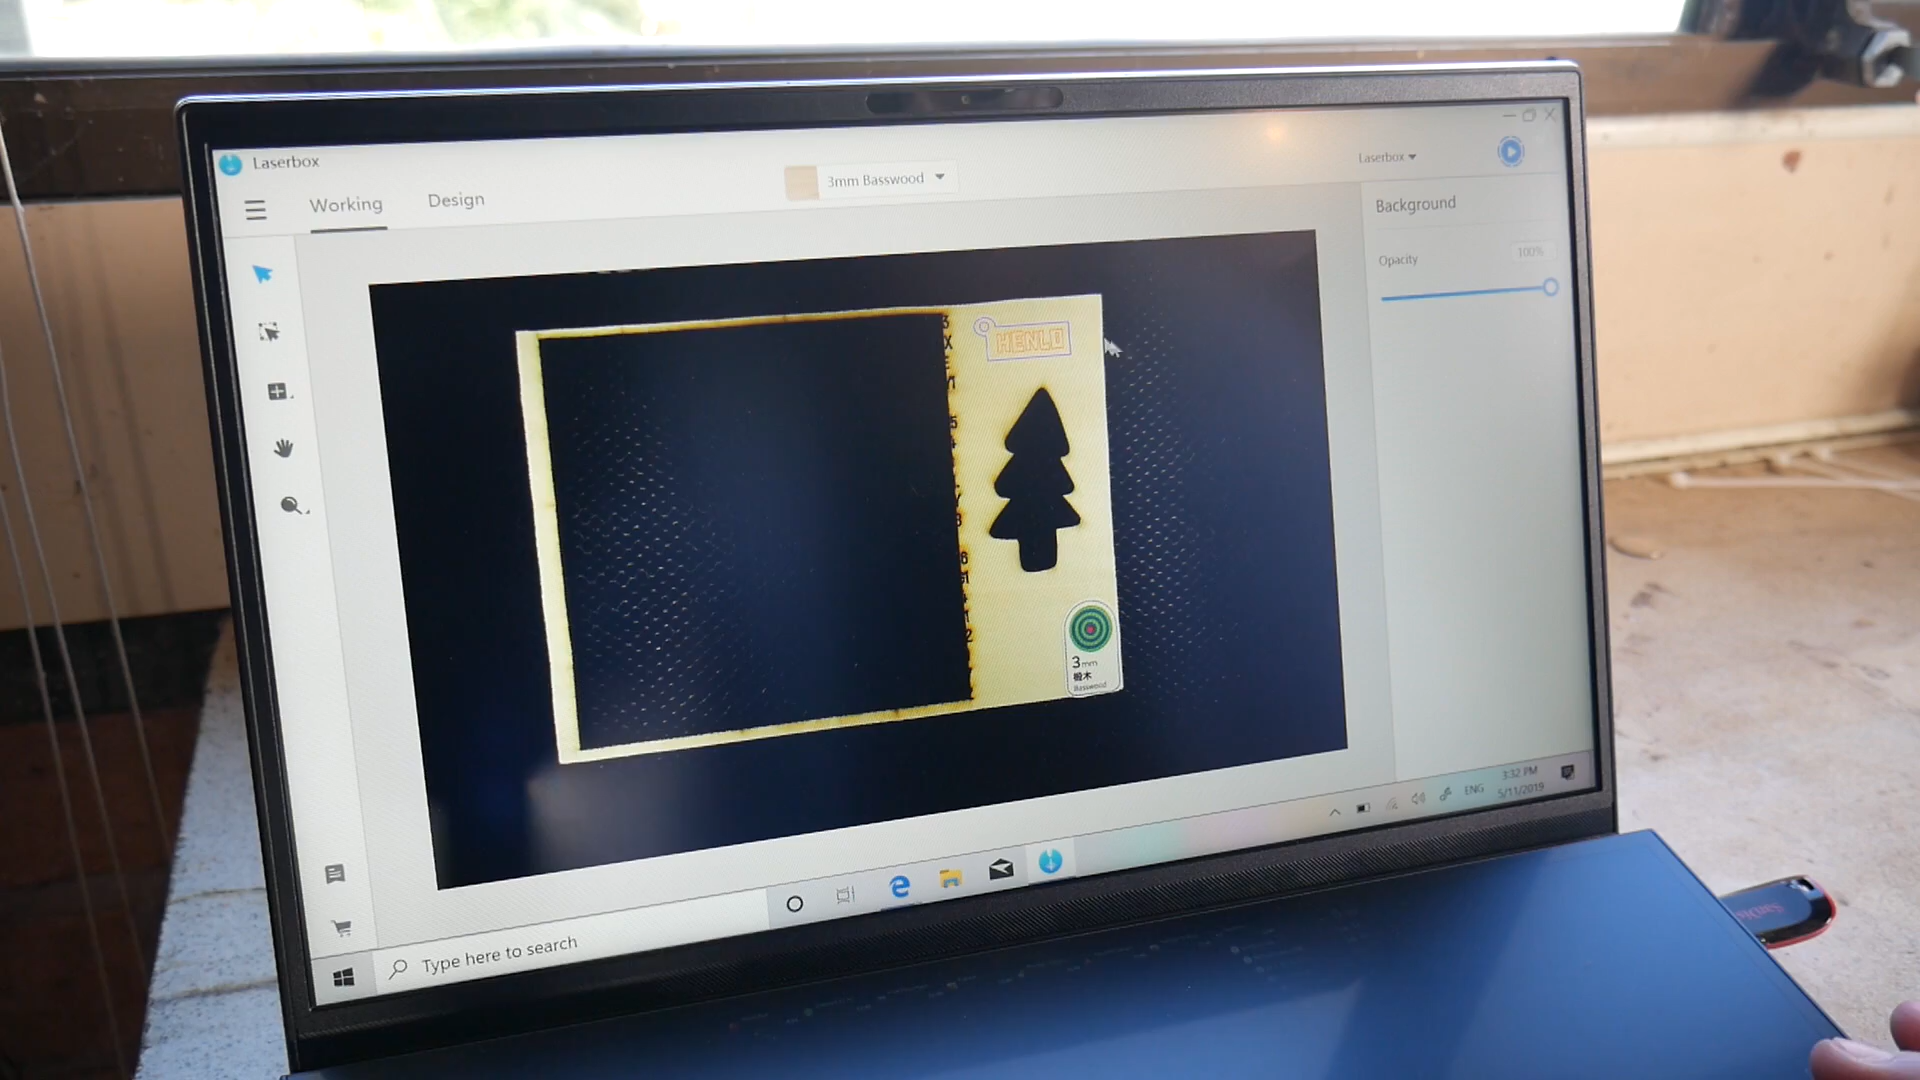 Laserbox
Working
Design
3mm Basswood
Laserbox
Background
Opacity
100%
HENLO
3mm
椴木
Basswood
Type here to search
ENG
3:32 PM
5/11/2019
SanDisk